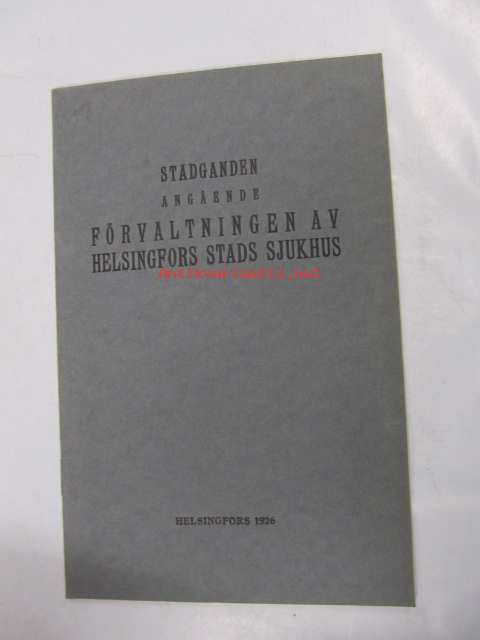 STADGANDEN
ANGÅENDE
FÖRVALTNINGEN AV
HELSINGFORS STADS SJUKHUS
HELSINGFORS 1926